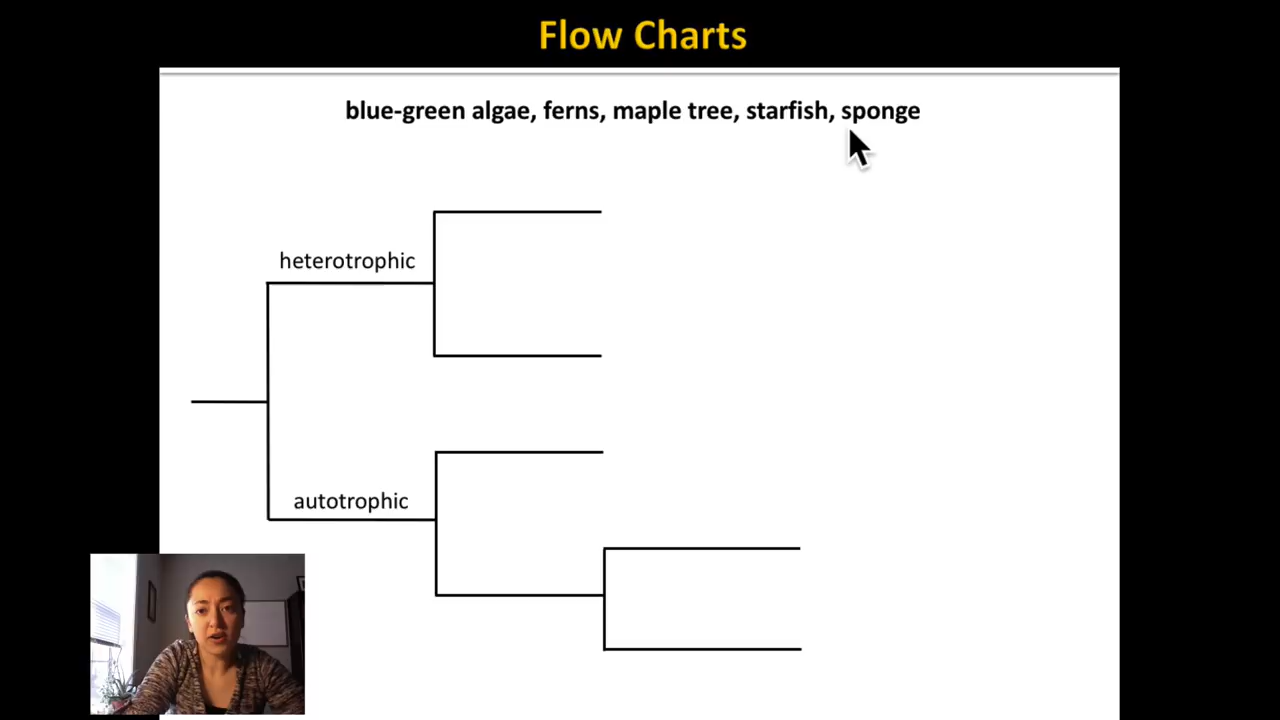 Flow Charts
blue-green algae, ferns, maple tree, starfish, sponge
heterotrophic
autotrophic